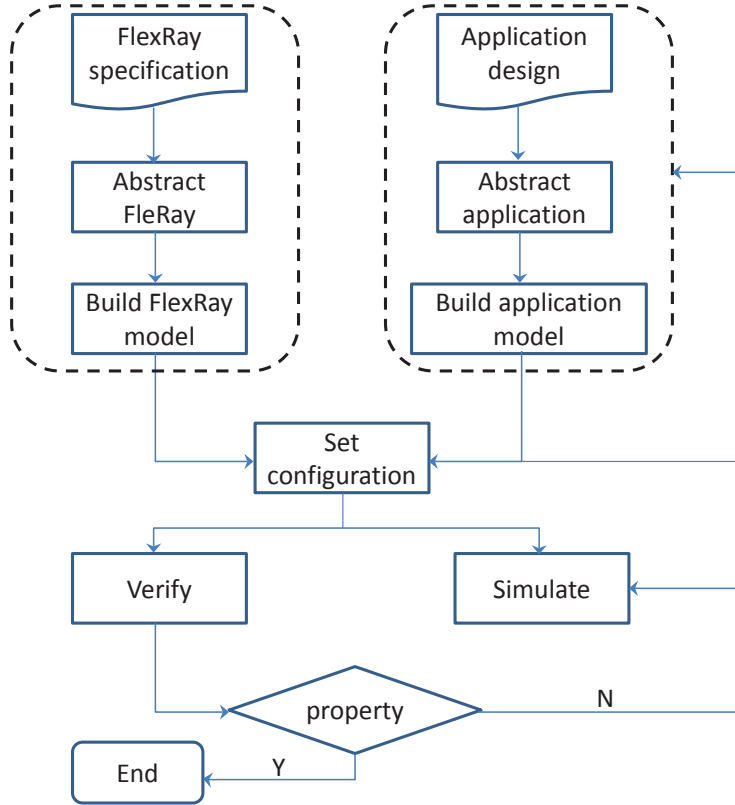 FlexRay
specification
Application
design
Abstract
FleRay
Abstract
application
Build FlexRay
model
Build application
model
Set
configuration
Verify
Simulate
property
N
Y
End